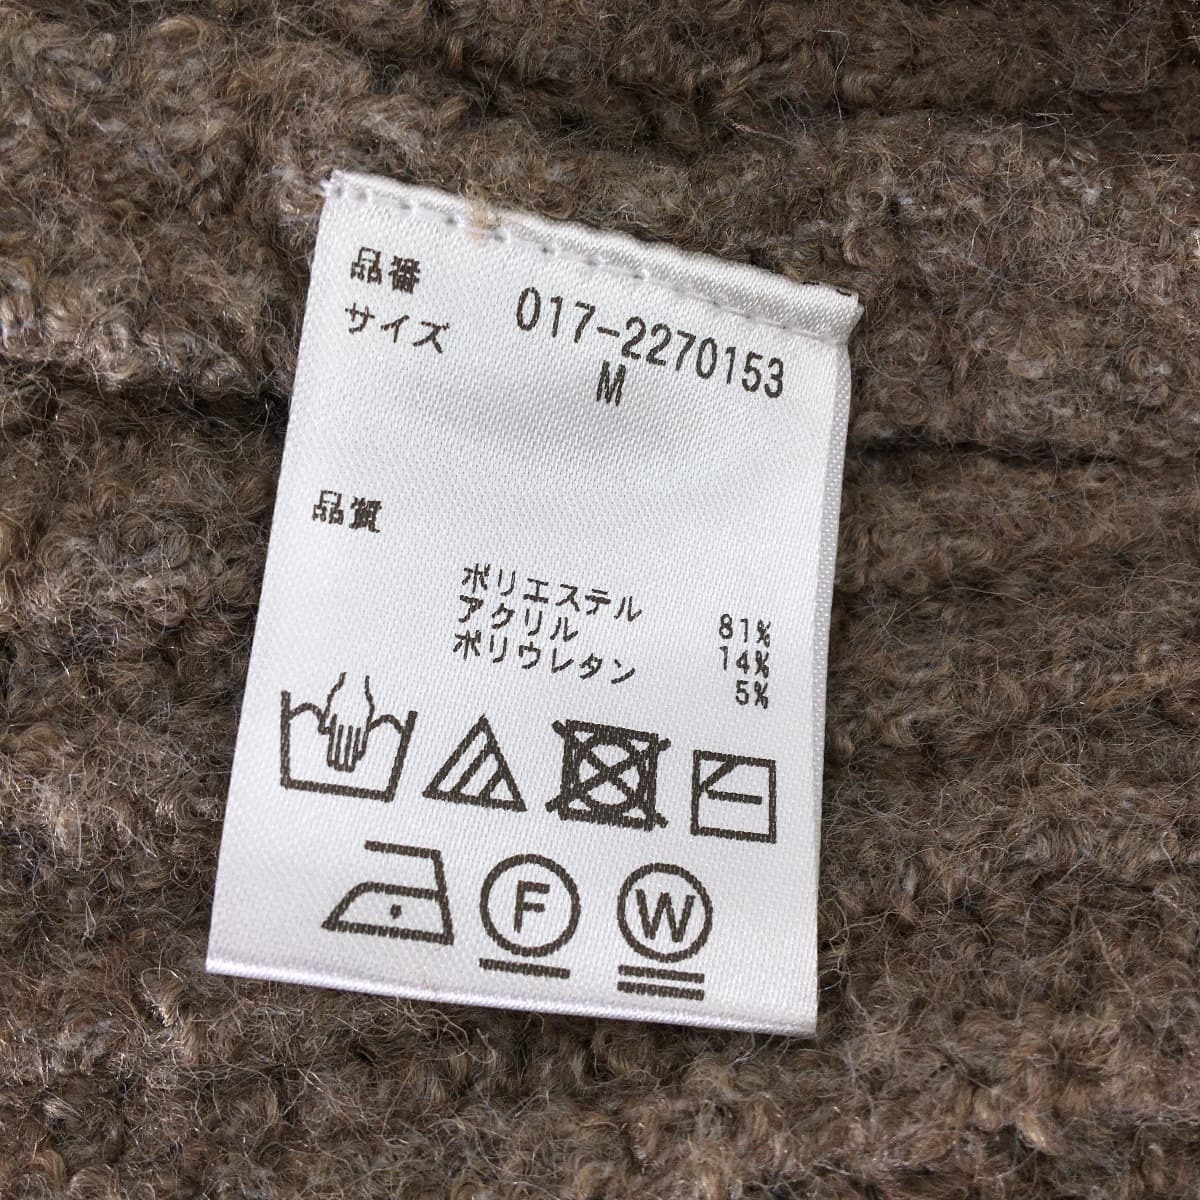 品番 017-2270153
サイズ M
品質
ポリエステル 81%
アクリル 14%
ポリウレタン 5%
F W